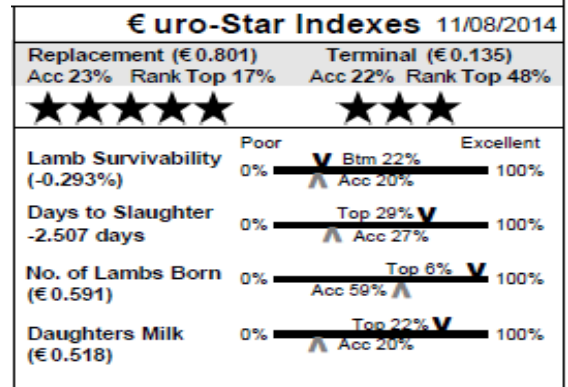 € uro-Star Indexes 11/08/2014
Replacement (€0.801) Terminal (€0.135)
Acc 23% Rank Top 17% Acc 22% Rank Top 48%
★★★★★ ★★★
Poor Excellent
Lamb Survivability 0% Btm 22% 100%
(-0.293%) Acc 20%
Days to Slaughter 0% Top 29% 100%
-2.507 days Acc 27%
No. of Lambs Born 0% Top 6% 100%
(€0.591) Acc 59%
Daughters Milk 0% Top 22% 100%
(€0.518) Acc 20%